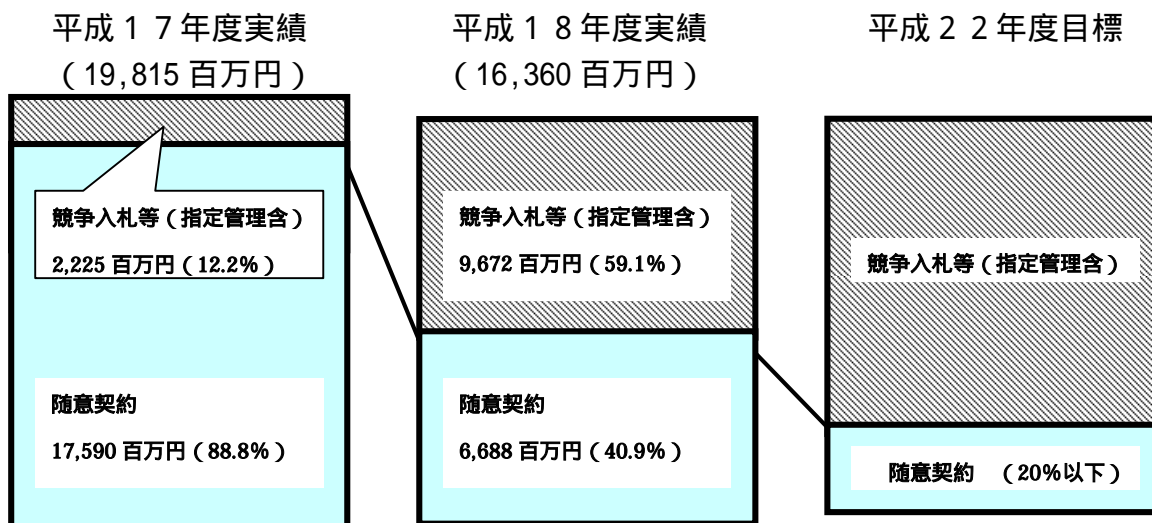 平成１７年度実績
（19,815 百万円）
競争入札等（指定管理含）
2,225 百万円（12.2%）
随意契約
17,590 百万円（88.8%）
平成１８年度実績
（16,360 百万円）
競争入札等（指定管理含）
9,672 百万円（59.1%）
随意契約
6,688 百万円（40.9%）
平成２２年度目標
競争入札等（指定管理含）
随意契約　（20%以下）